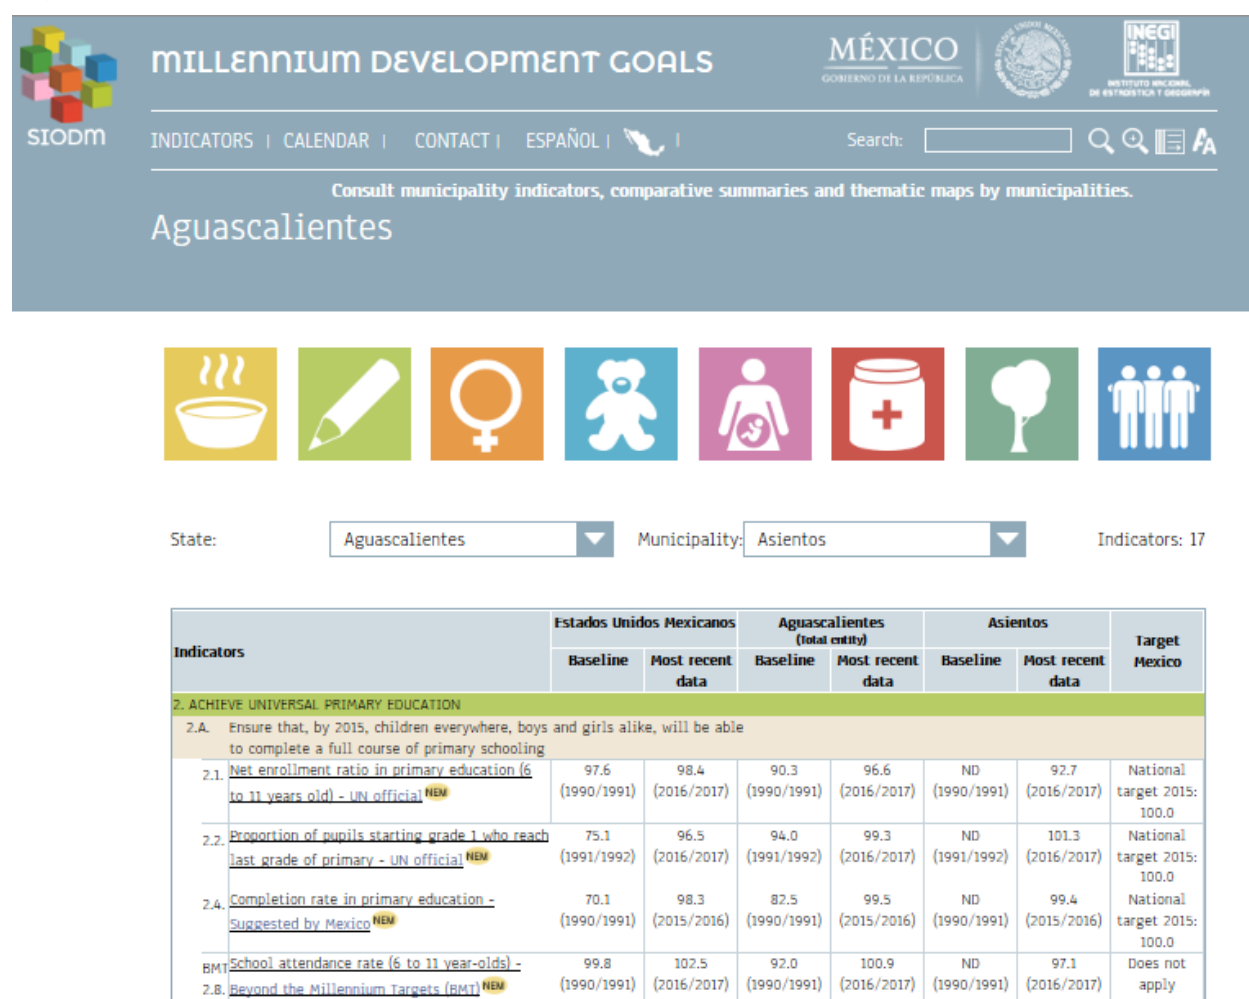 MILLENNIUM DEVELOPMENT GOALS
MÉXICO
GOBIERNO DE LA REPÚBLICA
ESTADOS UNIDOS MEXICANOS
INEGI
INSTITUTO NACIONAL
DE ESTADÍSTICA Y GEOGRAFÍA
SIODM
INDICATORS | CALENDAR | CONTACT | ESPAÑOL | |
Search:
AA
Consult municipality indicators, comparative summaries and thematic maps by municipalities.
Aguascalientes
State: Aguascalientes Municipality: Asientos Indicators: 17
Indicators
Estados Unidos Mexicanos Aguascalientes Asientos
(Total entity)
Target
Mexico
Baseline Most recent Baseline Most recent Baseline Most recent
data data data
2. ACHIEVE UNIVERSAL PRIMARY EDUCATION
2.A. Ensure that, by 2015, children everywhere, boys and girls alike, will be able
to complete a full course of primary schooling
2.1. Net enrollment ratio in primary education (6 97.6 98.4 90.3 96.6 ND 92.7 National
to 11 years old) - UN official NEW (1990/1991) (2016/2017) (1990/1991) (2016/2017) (1990/1991) (2016/2017) target 2015:
100.0
2.2. Proportion of pupils starting grade 1 who reach 75.1 96.5 94.0 99.3 ND 101.3 National
last grade of primary - UN official NEW (1991/1992) (2016/2017) (1991/1992) (2016/2017) (1991/1992) (2016/2017) target 2015:
100.0
2.4. Completion rate in primary education - 70.1 98.3 82.5 99.5 ND 99.4 National
Suggested by Mexico NEW (1990/1991) (2015/2016) (1990/1991) (2015/2016) (1990/1991) (2015/2016) target 2015:
100.0
BMT School attendance rate (6 to 11 year-olds) - 99.8 102.5 92.0 100.9 ND 97.1 Does not
2.8. Beyond the Millennium Targets (BMT) NEW (1990/1991) (2016/2017) (1990/1991) (2016/2017) (1990/1991) (2016/2017) apply